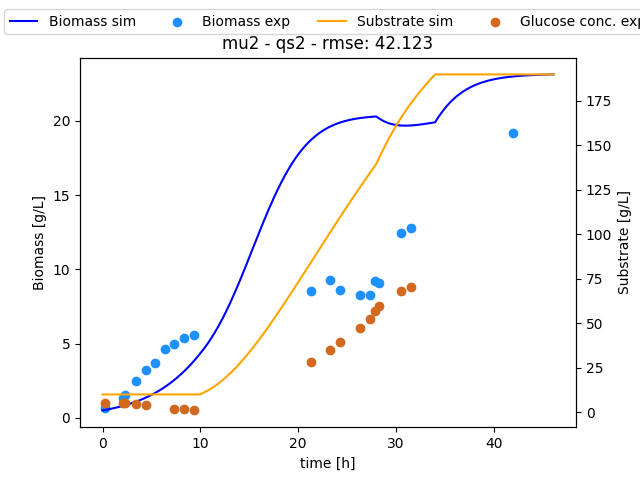 Biomass sim Biomass exp Substrate sim Glucose conc. exp
mu2 - qs2 - rmse: 42.123
Biomass [g/L]
20
15
10
5
0
175
150
125
100
75
50
25
0
Substrate [g/L]
0 10 20 30 40
time [h]